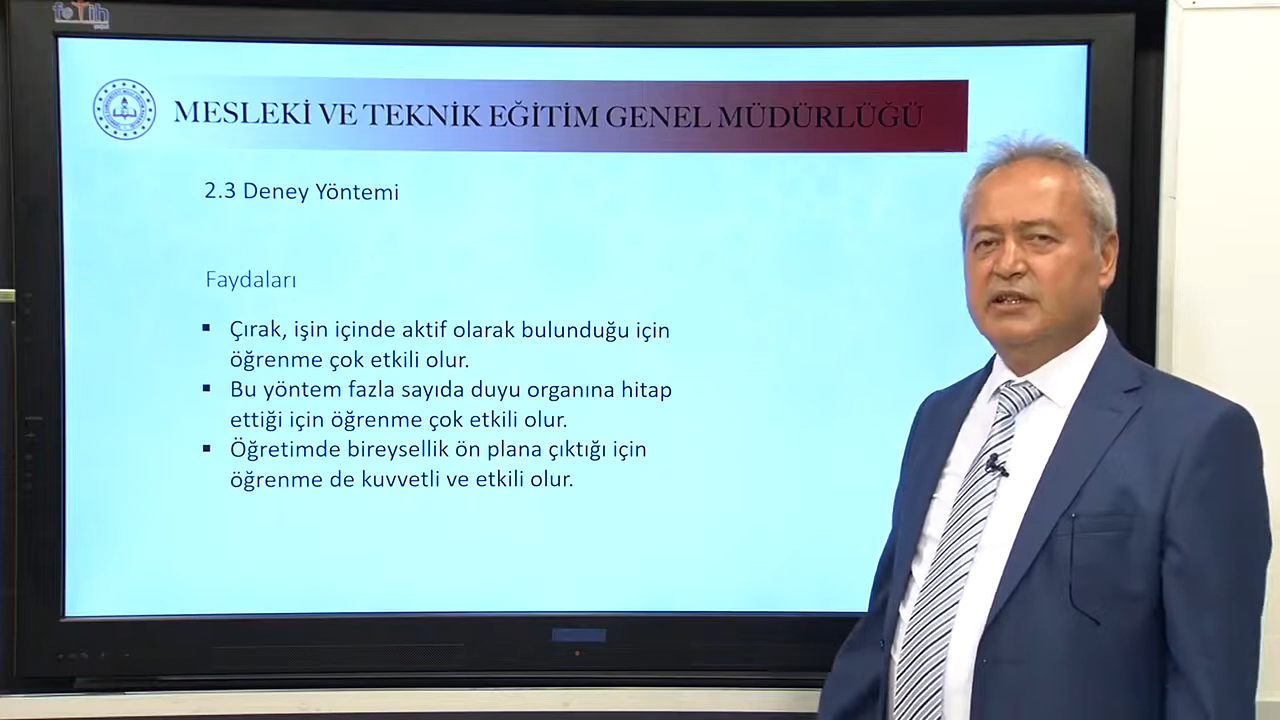 fatih
MESLEKİ VE TEKNİK EĞİTİM GENEL MÜDÜRLÜĞÜ
2.3 Deney Yöntemi
Faydaları
▪ Çırak, işin içinde aktif olarak bulunduğu için
öğrenme çok etkili olur.
▪ Bu yöntem fazla sayıda duyu organına hitap
ettiği için öğrenme çok etkili olur.
▪ Öğretimde bireysellik ön plana çıktığı için
öğrenme de kuvvetli ve etkili olur.